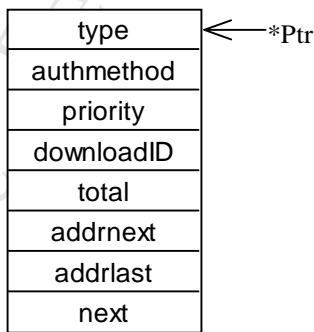 type
*Ptr
authmethod
priority
downloadID
total
addrnext
addrlast
next